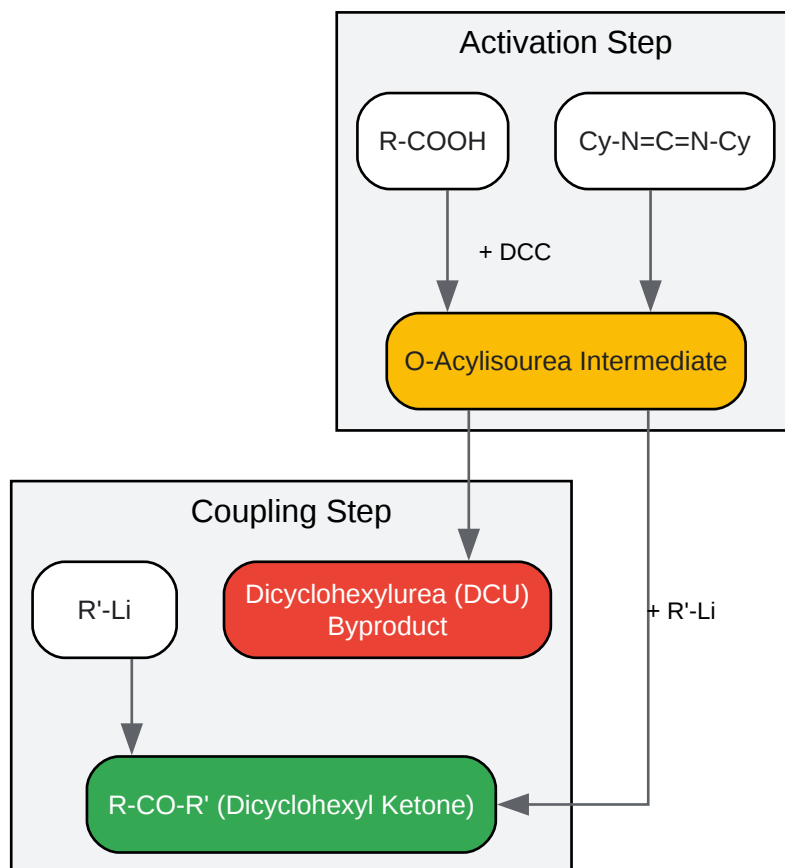 Activation Step
R-COOH
Cy-N=C=N-Cy
+ DCC
O-Acylisourea Intermediate
Coupling Step
R'-Li
Dicyclohexylurea (DCU)
Byproduct
+ R'-Li
R-CO-R' (Dicyclohexyl Ketone)